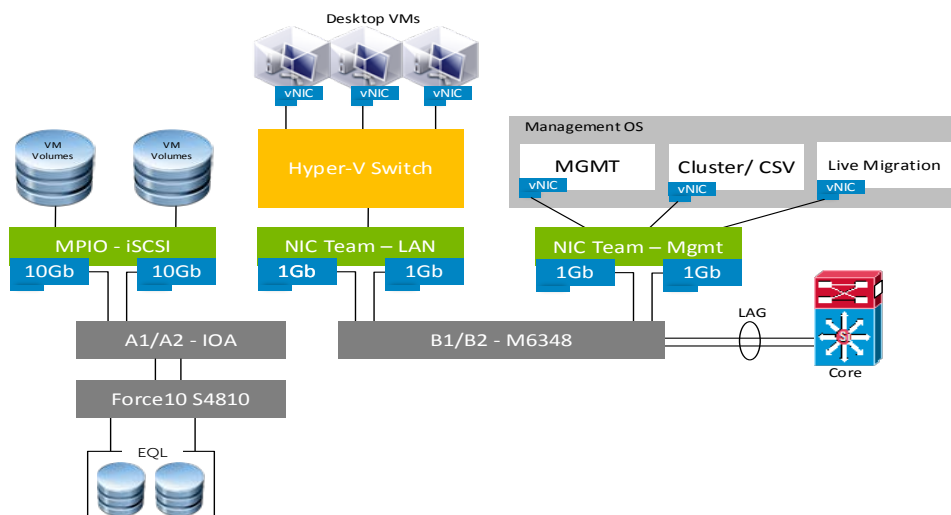 Desktop VMs
vNIC
vNIC
vNIC
VM
Volumes
VM
Volumes
Hyper-V Switch
Management OS
MGMT
vNIC
Cluster/ CSV
vNIC
Live Migration
vNIC
MPIO - iSCSI
10Gb
10Gb
NIC Team – LAN
1Gb
1Gb
NIC Team – Mgmt
1Gb
1Gb
A1/A2 - IOA
B1/B2 - M6348
LAG
Si
Core
Force10 S4810
EQL